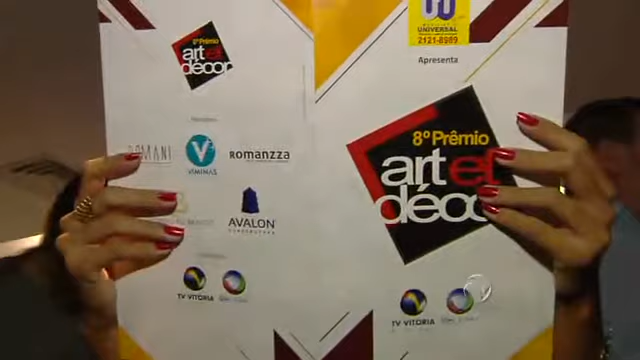 8º Prêmio
art et
décor
VIMINAS
ROMANZZA
AVALON
TV VITÓRIA
UNIVERSAL
2121-8989
Apresenta
8º Prêmio
art et
décor
TV VITÓRIA